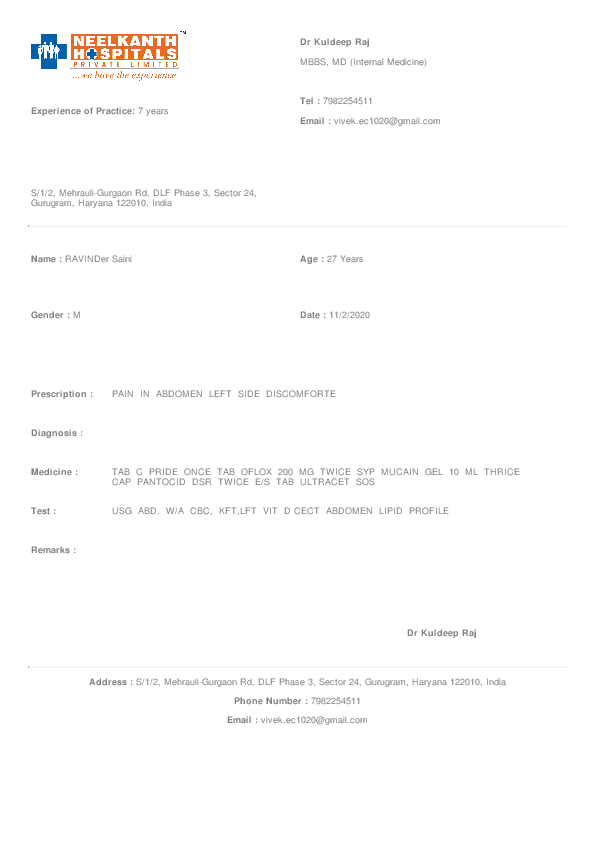 NEELKANTH
HOSPITALS
PRIVATE LIMITED
...we have the experience
TM
Dr Kuldeep Raj
MBBS, MD (Internal Medicine)
Tel : 7982254511
Experience of Practice: 7 years
Email : vivek.ec1020@gmail.com
S/1/2, Mehrauli-Gurgaon Rd, DLF Phase 3, Sector 24,
Gurugram, Haryana 122010, India
Name : RAVINDer Saini
Age : 27 Years
Gender : M
Date : 11/2/2020
Prescription : PAIN IN ABDOMEN LEFT SIDE DISCOMFORTE
Diagnosis :
Medicine : TAB C PRIDE ONCE TAB OFLOX 200 MG TWICE SYP MUCAIN GEL 10 ML THRICE
CAP PANTOCID DSR TWICE E/S TAB ULTRACET SOS
Test : USG ABD. W/A CBC, KFT,LFT VIT D CECT ABDOMEN LIPID PROFILE
Remarks :
Dr Kuldeep Raj
Address : S/1/2, Mehrauli-Gurgaon Rd, DLF Phase 3, Sector 24, Gurugram, Haryana 122010, India
Phone Number : 7982254511
Email : vivek.ec1020@gmail.com